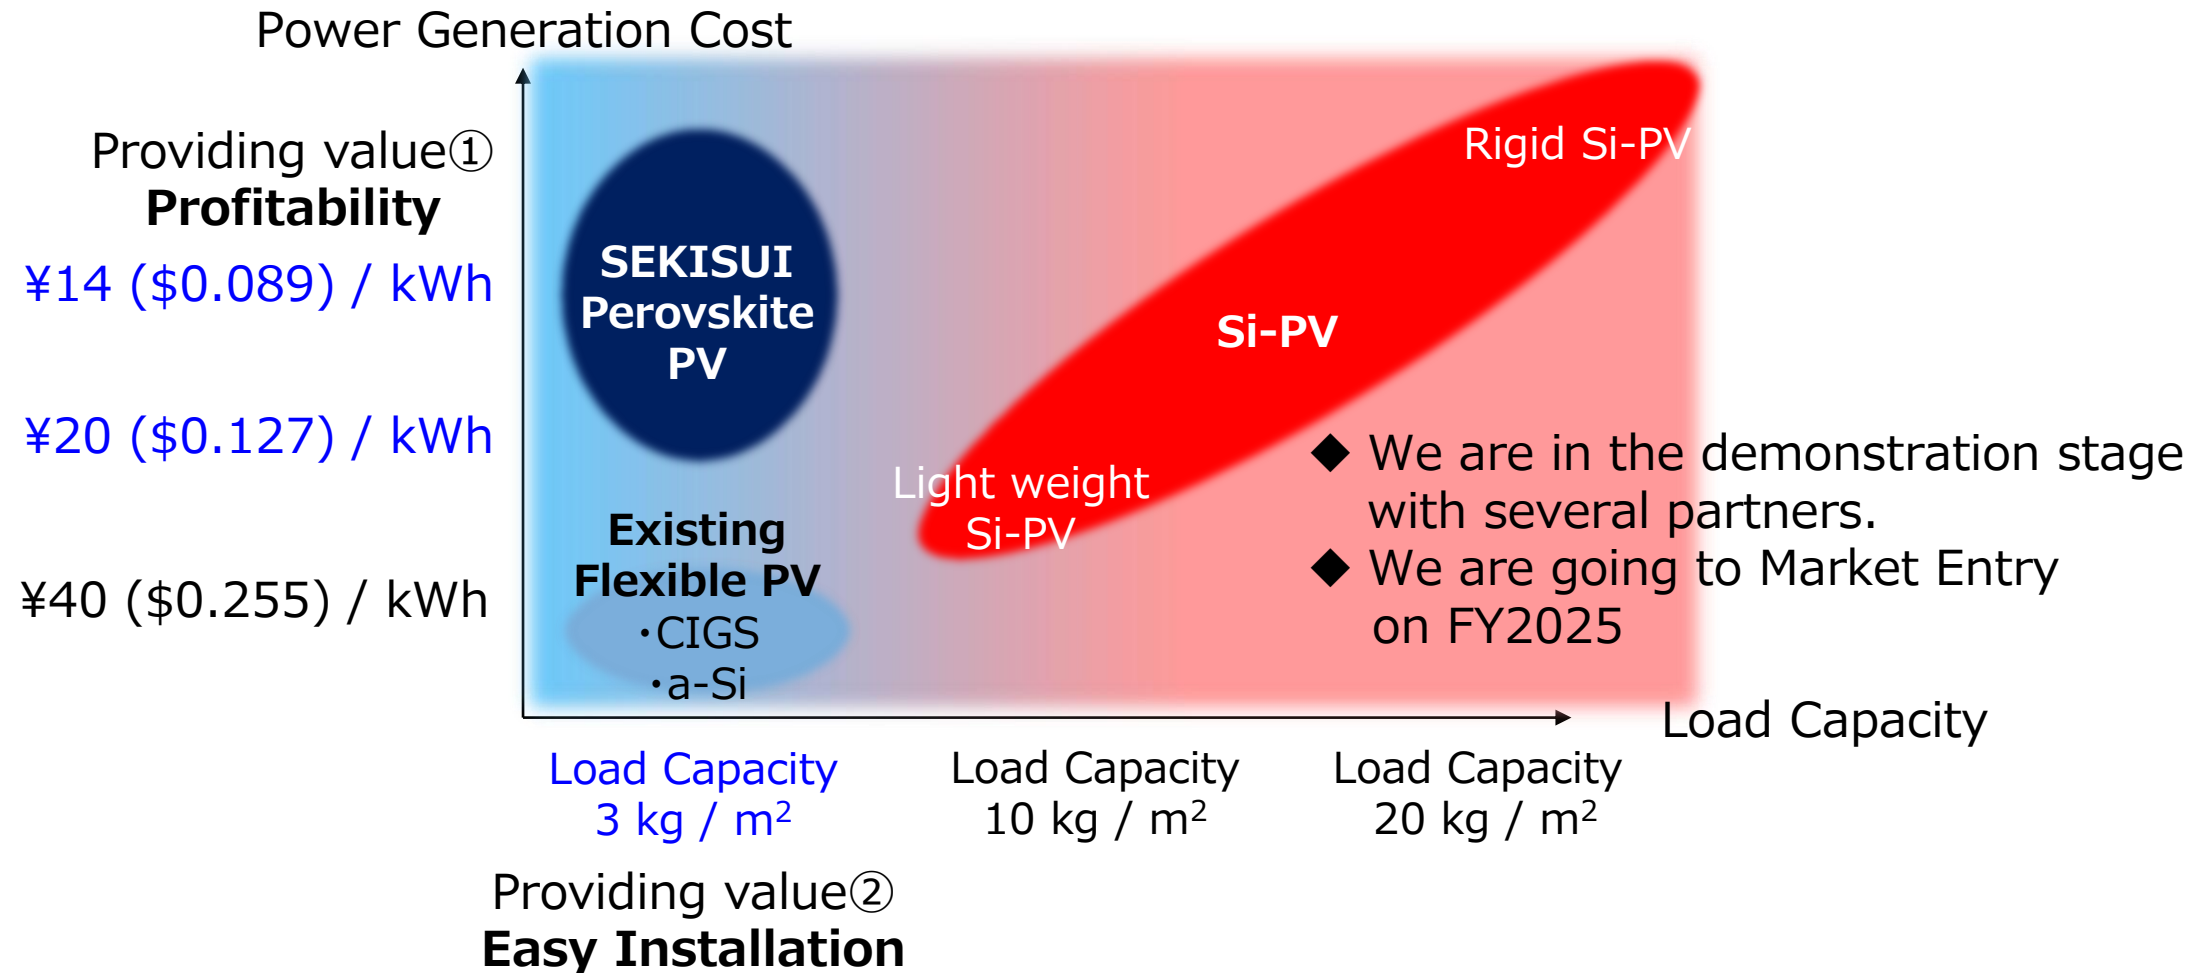 Power Generation Cost
Providing value①
Profitability
¥14 ($0.089) / kWh
¥20 ($0.127) / kWh
¥40 ($0.255) / kWh
SEKISUI
Perovskite
PV
Existing
Flexible PV
・CIGS
・a-Si
Rigid Si-PV
Si-PV
Light weight
Si-PV
◆ We are in the demonstration stage
with several partners.
◆ We are going to Market Entry
on FY2025
Load Capacity
Load Capacity
3 kg / m²
Load Capacity
10 kg / m²
Load Capacity
20 kg / m²
Providing value②
Easy Installation